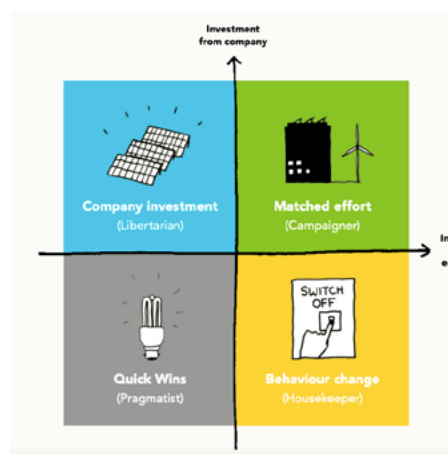 Investment
from company
Company investment
(Libertarian)
Matched effort
(Campaigner)
SWITCH
OFF
Quick Wins
(Pragmatist)
Behaviour change
(Housekeeper)